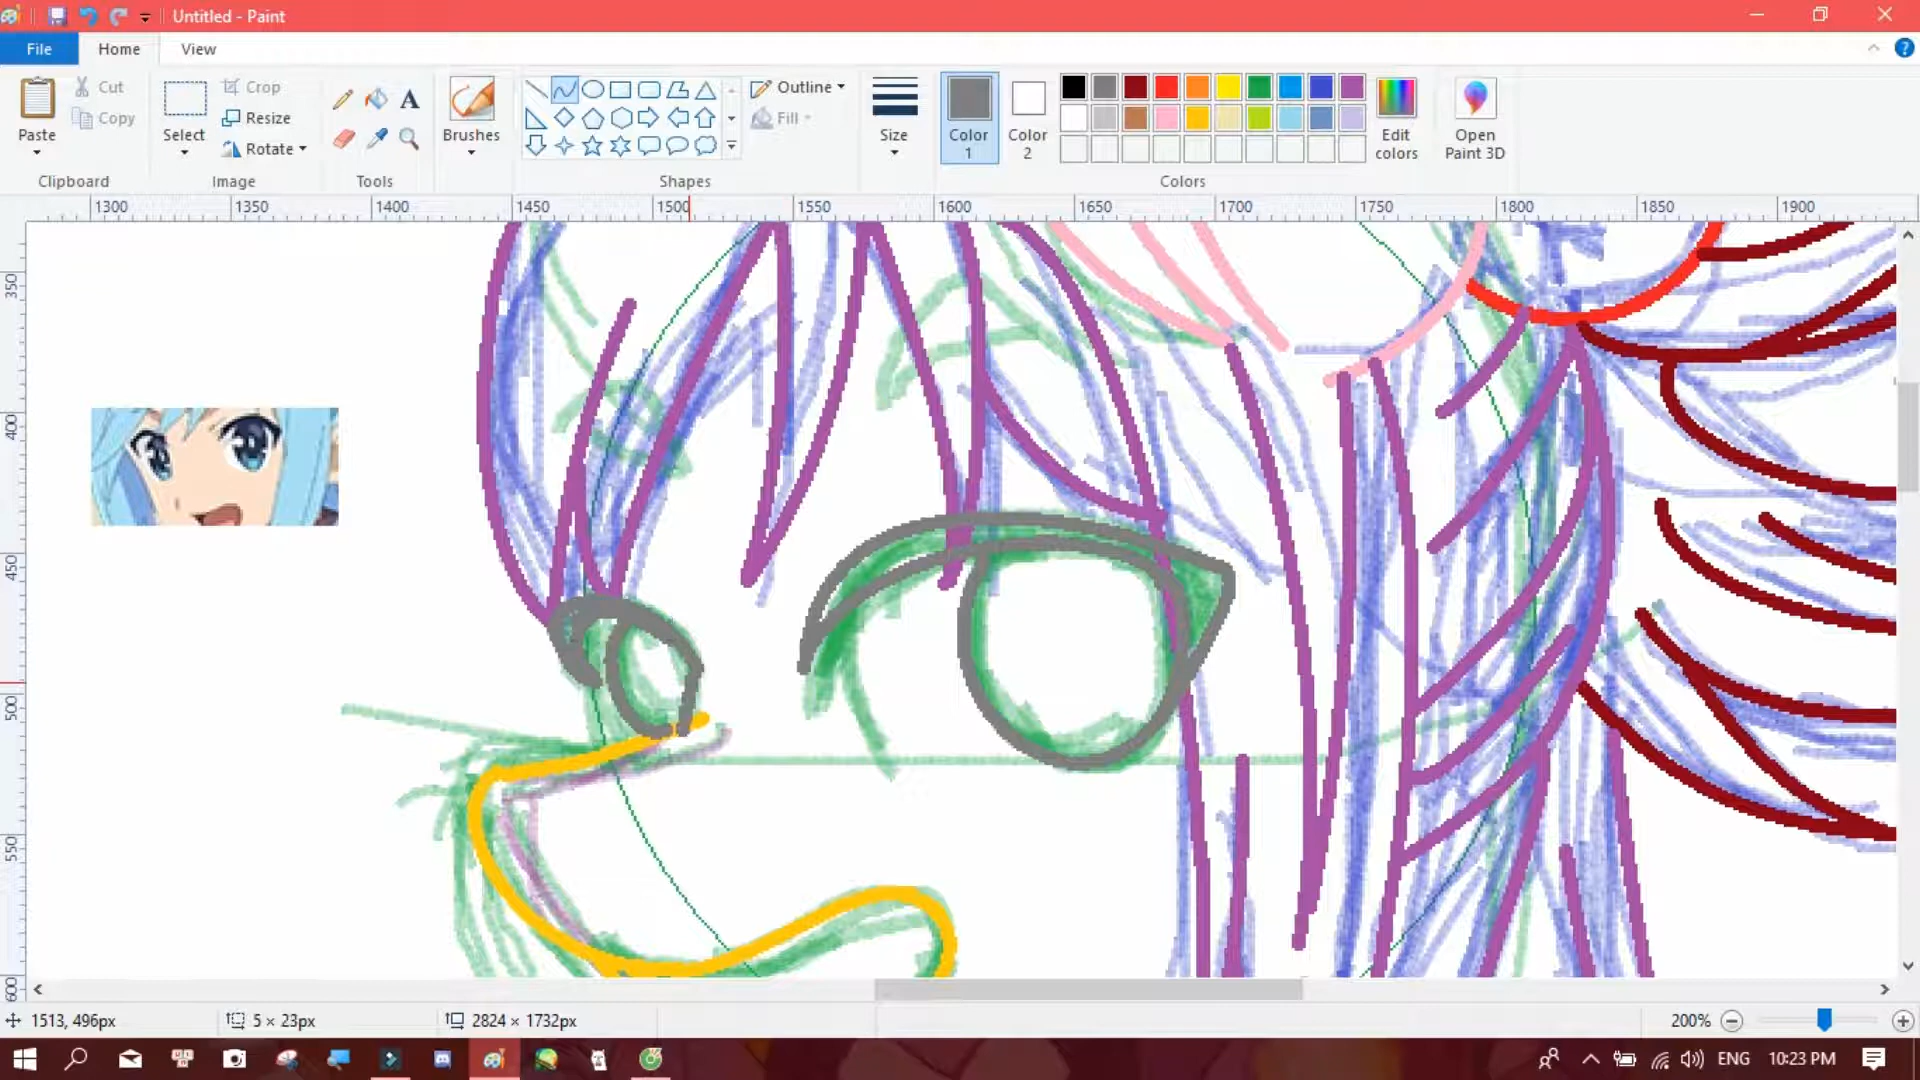 Untitled - Paint
File Home View
Cut Crop Outline
Copy Resize Fill
Paste Select Rotate Brushes Size Color 1 Color 2 Edit colors Open Paint 3D
Clipboard Image Tools Shapes Colors
1300 1350 1400 1450 1500 1550 1600 1650 1700 1750 1800 1850 1900
350
400
450
500
550
600
1513, 496px 5 × 23px 2824 × 1732px 200%
ENG 10:23 PM